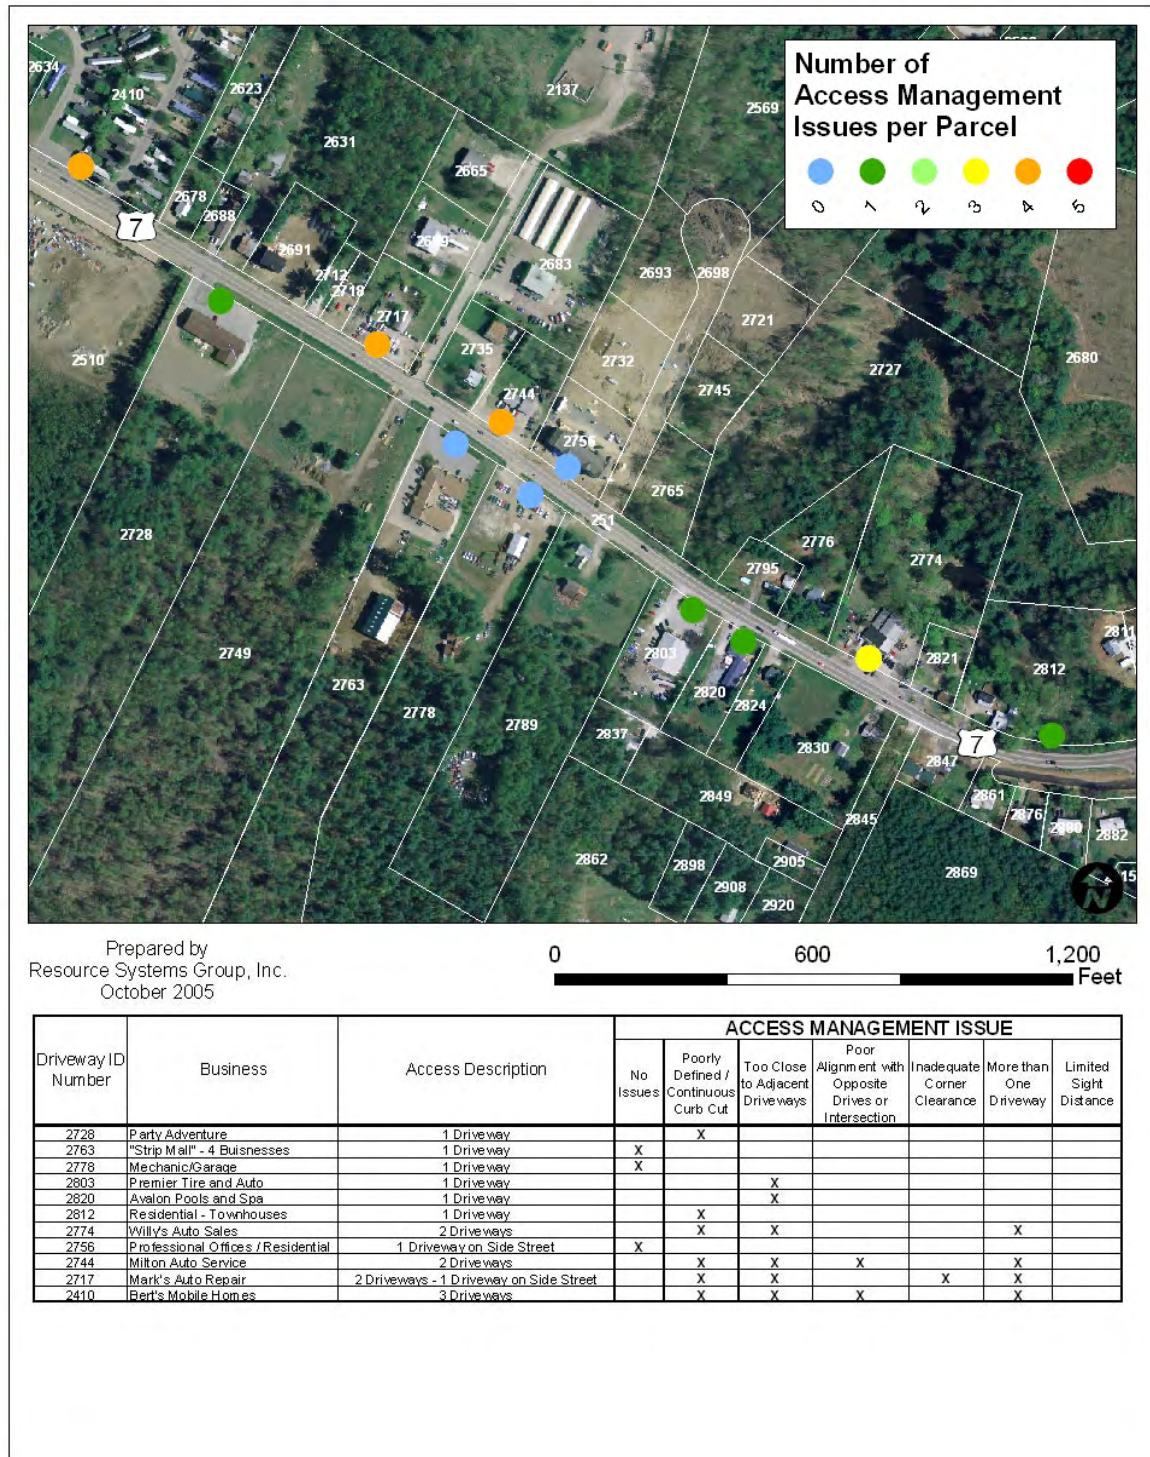 Number of
Access Management
Issues per Parcel
0 1 2 3 4 5
2634
2410
2623
2137
2569
2631
2665
2678
2688
7
2691
2683
2693
2698
2712
2718
2717
2721
2510
2735
2732
2680
2727
2745
2744
2756
2765
251
2728
2776
2774
2795
2811
2749
2803
2821
2812
2763
2820
2778
2824
2789
2837
2830
7
2847
2861
2849
2876
2880
2882
2845
2862
2898
2905
2869
15
2908
2920
N
Prepared by
Resource Systems Group, Inc.
October 2005
0 600 1,200
Feet
ACCESS MANAGEMENT ISSUE
Driveway ID Number Business Access Description No Issues Poorly Defined / Continuous Curb Cut Too Close to Adjacent Driveways Poor Alignment with Opposite Drives or Intersection Inadequate Corner Clearance More than One Driveway Limited Sight Distance
2728 Party Adventure 1 Driveway X
2763 "Strip Mall" - 4 Buisnesses 1 Driveway X
2778 Mechanic/Garage 1 Driveway X
2803 Premier Tire and Auto 1 Driveway X
2820 Avalon Pools and Spa 1 Driveway X
2812 Residential - Townhouses 1 Driveway X
2774 Willy's Auto Sales 2 Driveways X X X
2756 Professional Offices / Residential 1 Driveway on Side Street X
2744 Milton Auto Service 2 Driveways X X X X
2717 Mark's Auto Repair 2 Driveways - 1 Driveway on Side Street X X X X
2410 Bert's Mobile Homes 3 Driveways X X X X